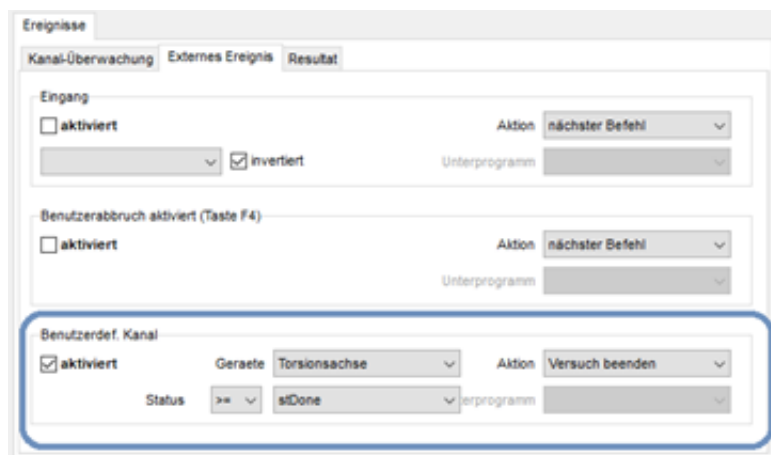 Ereignisse
Kanal-Überwachung Externes Ereignis Resultat
Eingang
aktiviert Aktion nächster Befehl
invertiert Unterprogramm
Benutzerabbruch aktiviert (Taste F4)
aktiviert Aktion nächster Befehl
Unterprogramm
Benutzerdef. Kanal
aktiviert Geraete Torsionsachse Aktion Versuch beenden
Status >= stDone erprogramm